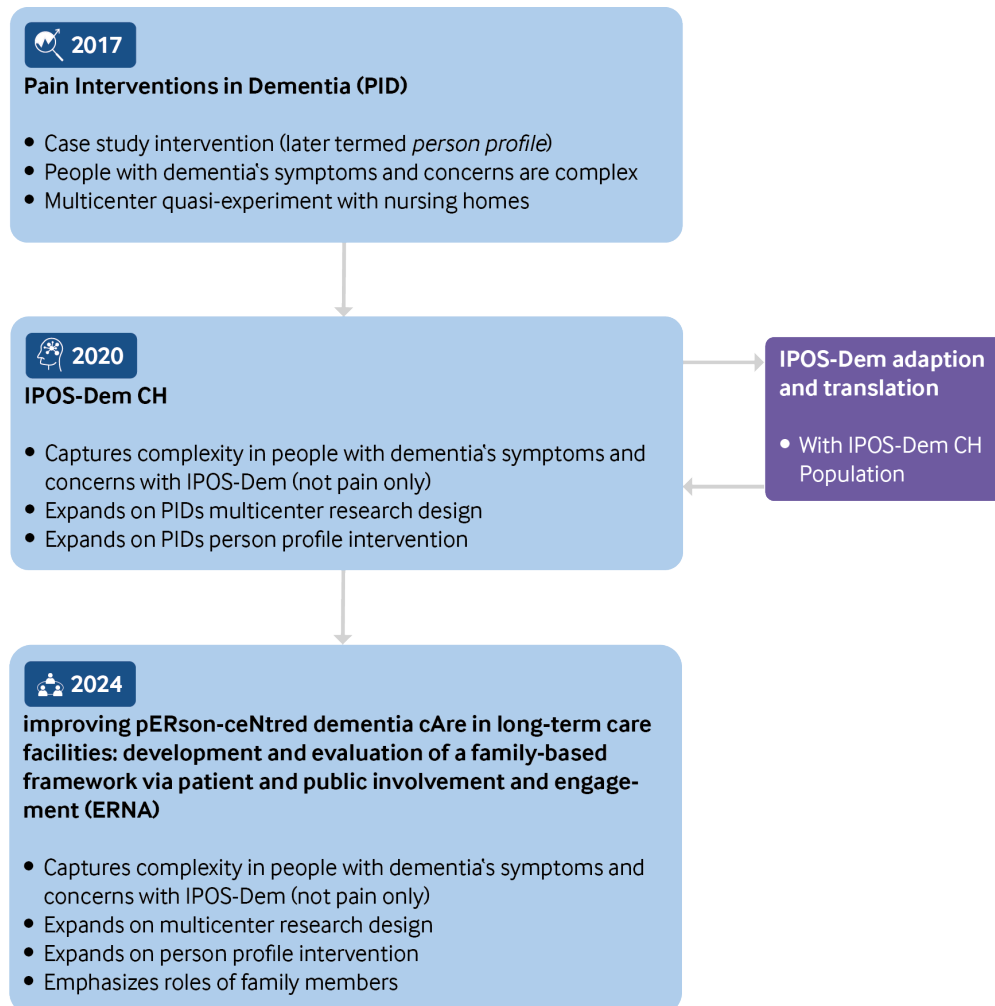 2017
Pain Interventions in Dementia (PID)
• Case study intervention (later termed person profile)
• People with dementia‘s symptoms and concerns are complex
• Multicenter quasi-experiment with nursing homes
2020
IPOS-Dem CH
• Captures complexity in people with dementia‘s symptoms and
concerns with IPOS-Dem (not pain only)
• Expands on PIDs multicenter research design
• Expands on PIDs person profile intervention
IPOS-Dem adaption
and translation
• With IPOS-Dem CH
Population
2024
improving pERson-ceNtred dementia cAre in long-term care
facilities: development and evaluation of a family-based
framework via patient and public involvement and engage-
ment (ERNA)
• Captures complexity in people with dementia‘s symptoms and
concerns with IPOS-Dem (not pain only)
• Expands on multicenter research design
• Expands on person profile intervention
• Emphasizes roles of family members